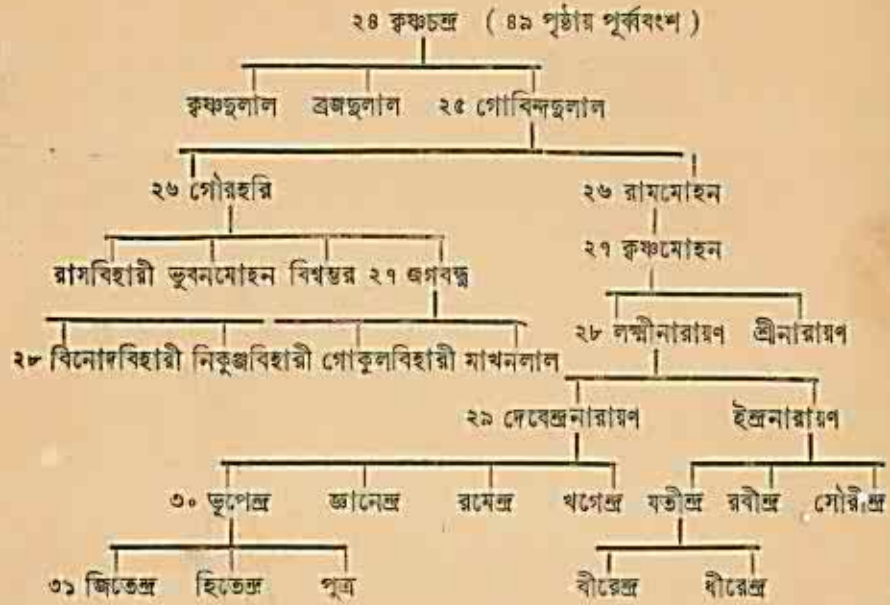 ২৪ কৃষ্ণচন্দ্র ( ৪৯ পৃষ্ঠায় পূর্ব্ববংশ )
কৃষ্ণদুলাল ব্রজদুলাল ২৫ গোবিন্দদুলাল
২৬ গৌরহরি ২৬ রামমোহন
২৭ কৃষ্ণমোহন
রাসবিহারী ভুবনমোহন বিশ্বম্ভর ২৭ জগবন্ধু
২৮ লক্ষ্মীনারায়ণ শ্রীনারায়ণ
২৮ বিনোদবিহারী নিকুঞ্জবিহারী গোকুলবিহারী মাখনলাল
২৯ দেবেন্দ্রনারায়ণ ইন্দ্রনারায়ণ
৩০ ভূপেন্দ্র জ্ঞানেন্দ্র রমেন্দ্র খগেন্দ্র যতীন্দ্র রবীন্দ্র সৌরীন্দ্র
৩১ জিতেন্দ্র হিতেন্দ্র পুত্র বীরেন্দ্র ধীরেন্দ্র